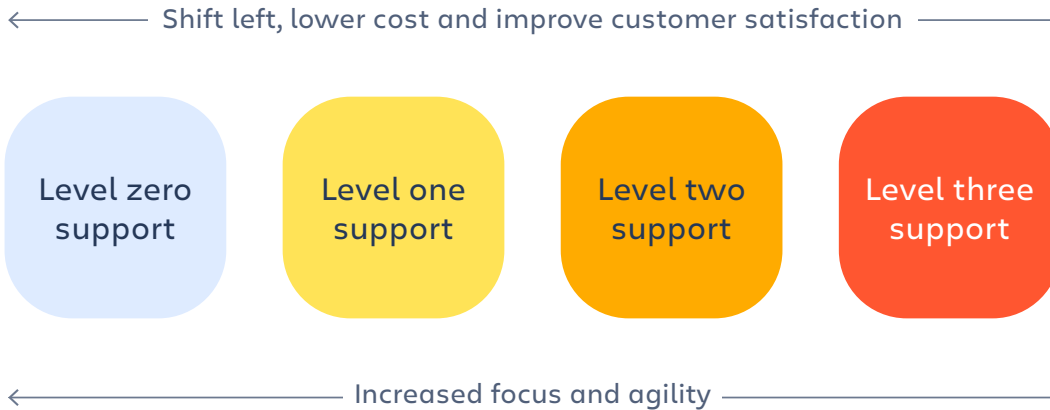 Shift left, lower cost and improve customer satisfaction
Level zero
support
Level one
support
Level two
support
Level three
support
Increased focus and agility